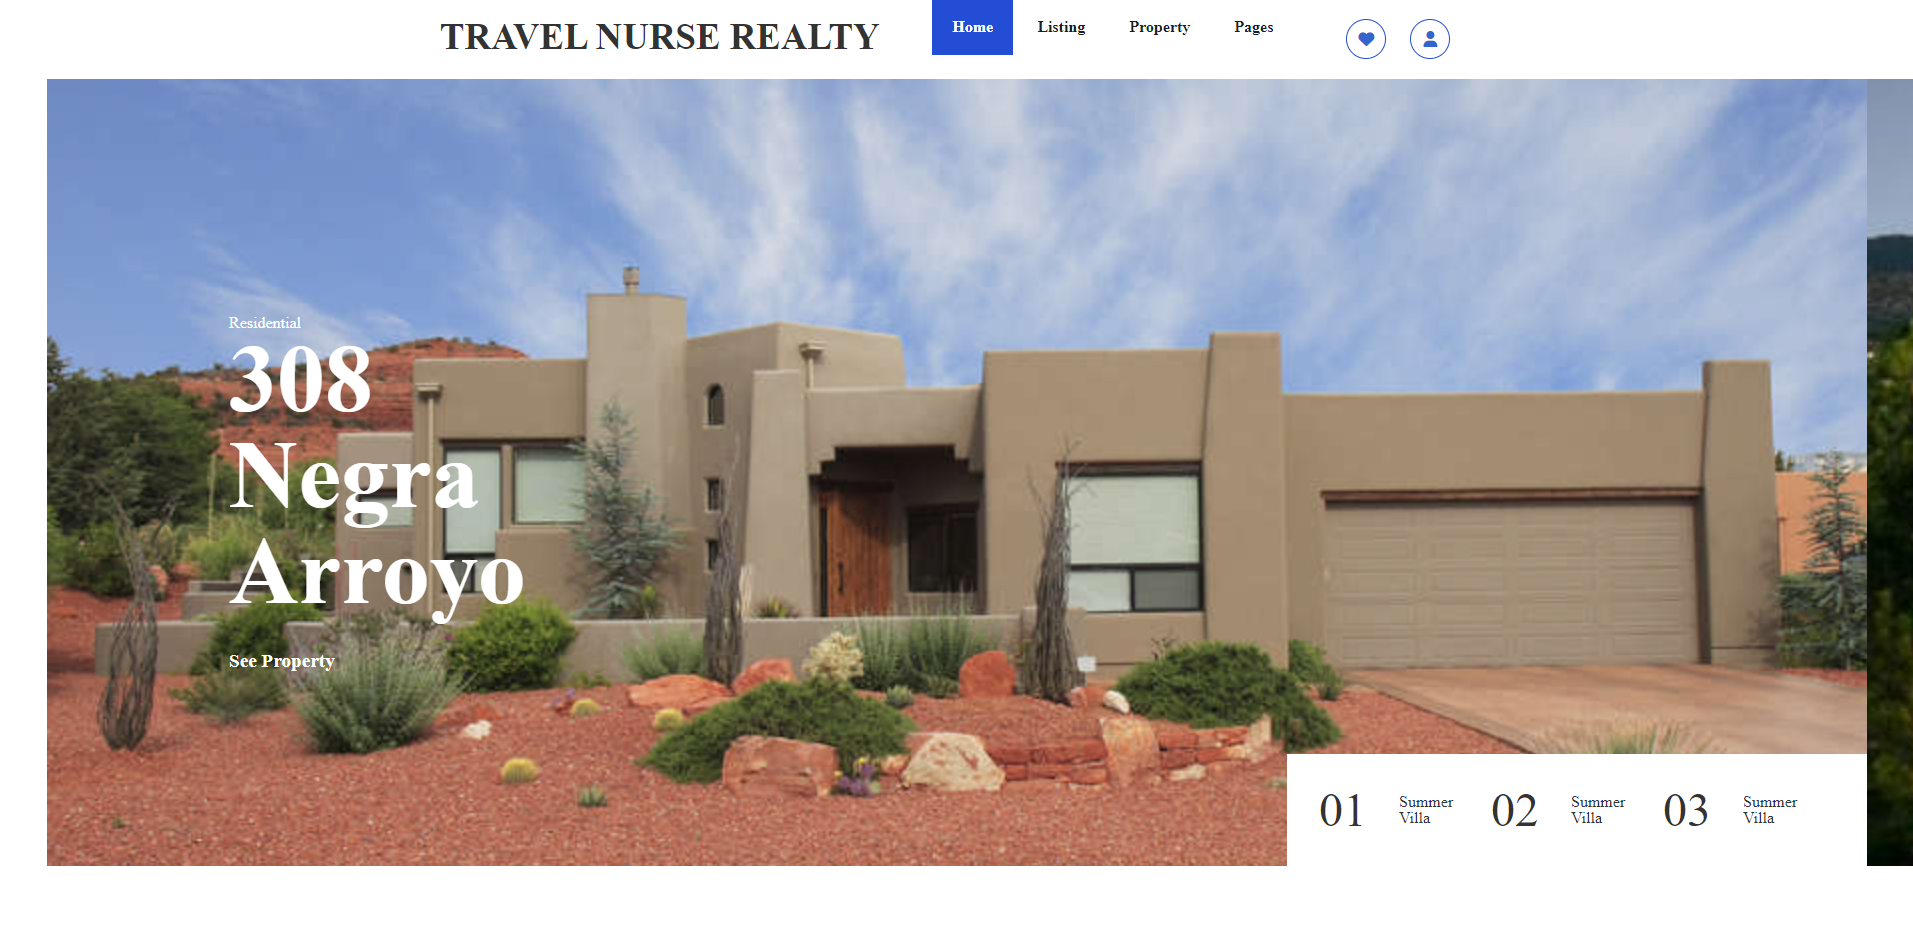 TRAVEL NURSE REALTY
Home
Listing
Property
Pages
Residential
308
Negra
Arroyo
See Property
01
Summer
Villa
02
Summer
Villa
03
Summer
Villa